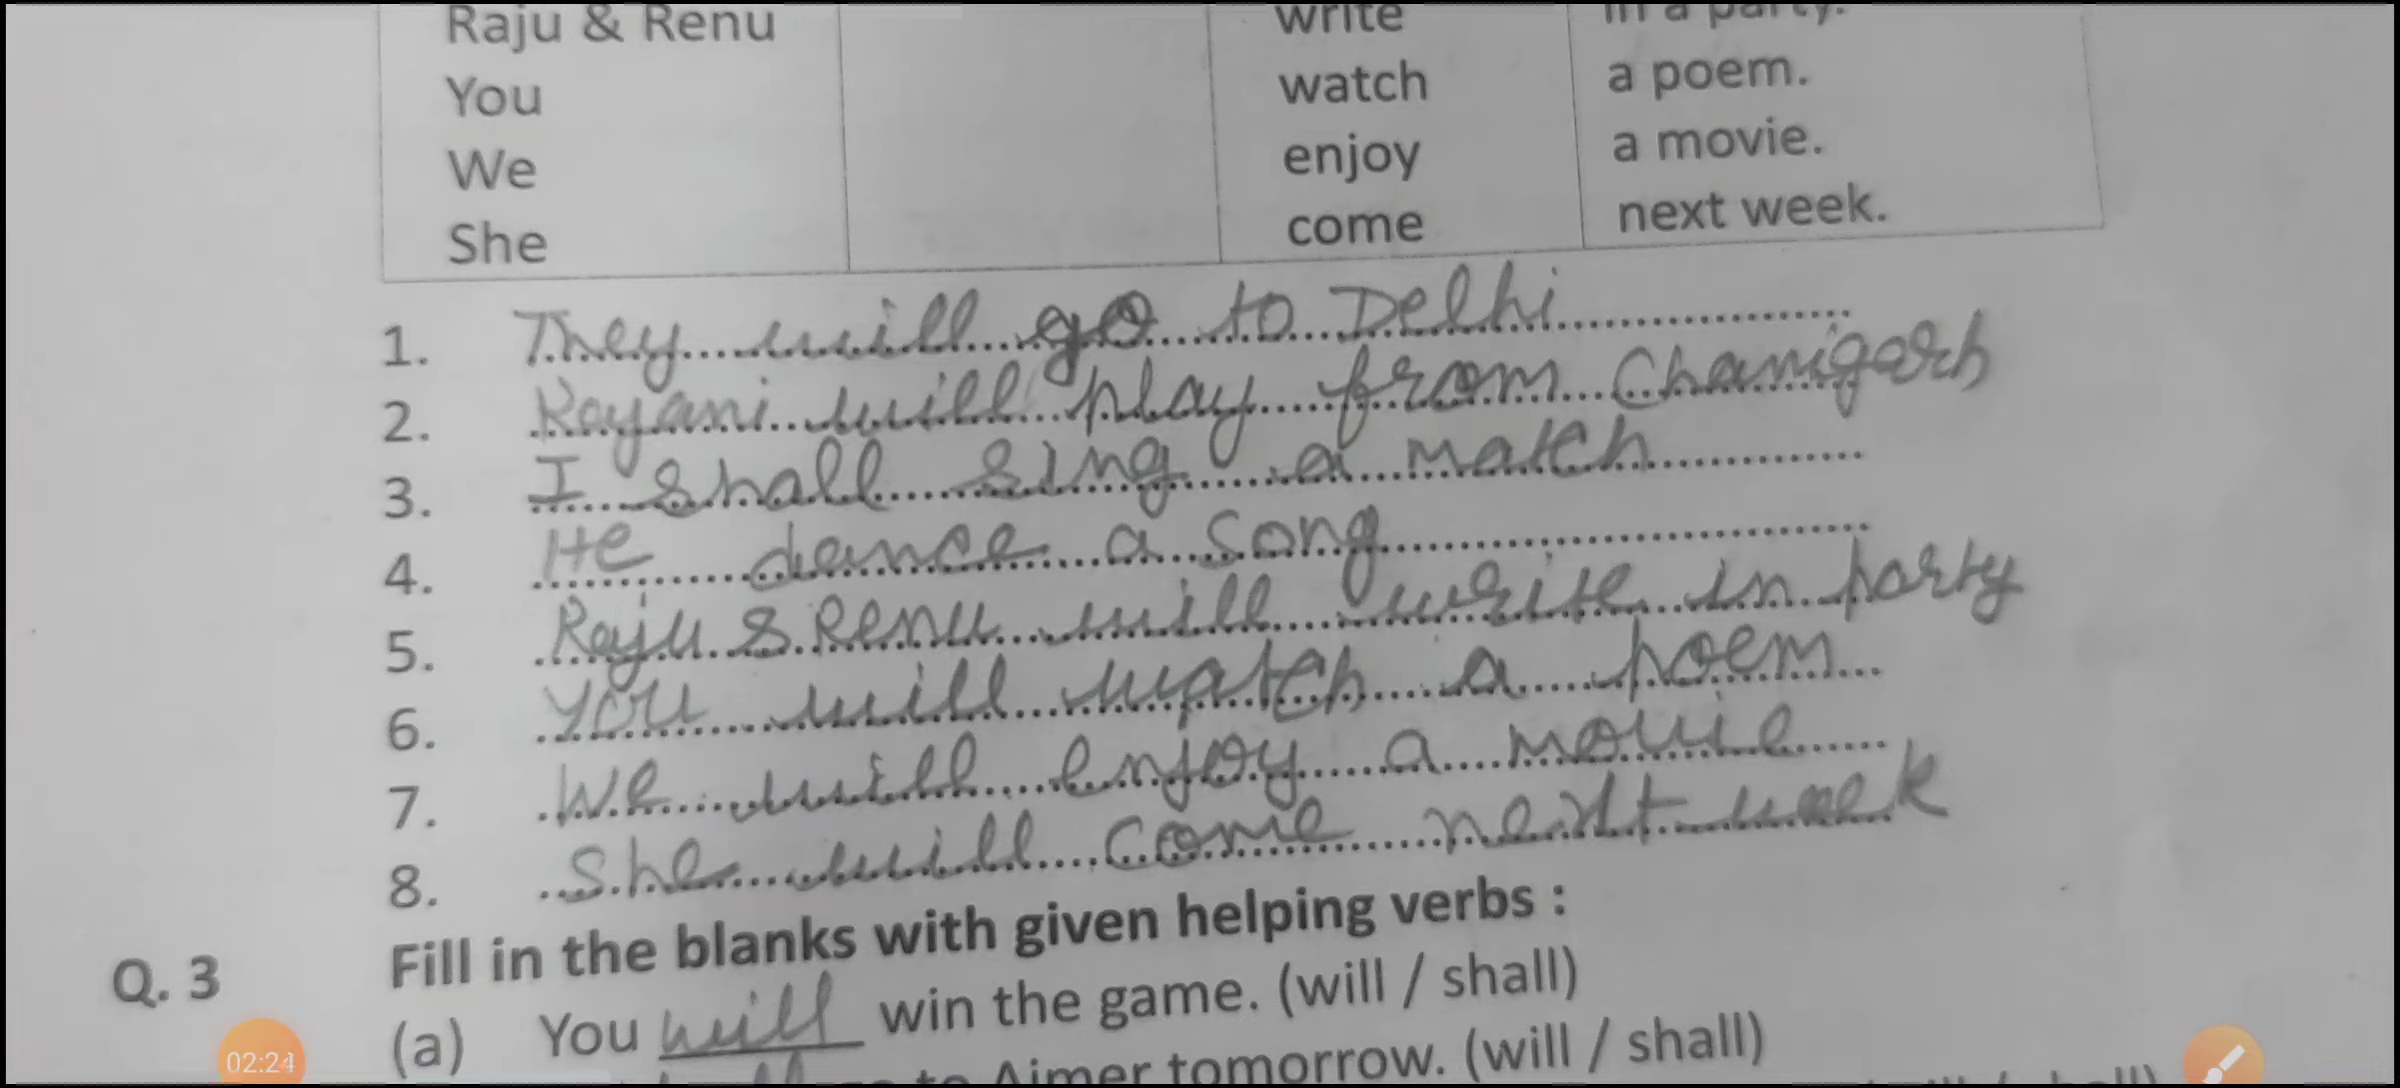 Raju & Renu write in a party.
You watch a poem.
We enjoy a movie.
She come next week.
1. They will go to Delhi
2. Rayani will play from Chanigarh
3. I shall sing a match
4. He dance a song
5. Raju & Renu will write in party
6. You will watch a poem
7. We will enjoy a movie
8. She will come next week
Q. 3 Fill in the blanks with given helping verbs :
(a) You will win the game. (will / shall)
to Ajmer tomorrow. (will / shall)
02:24